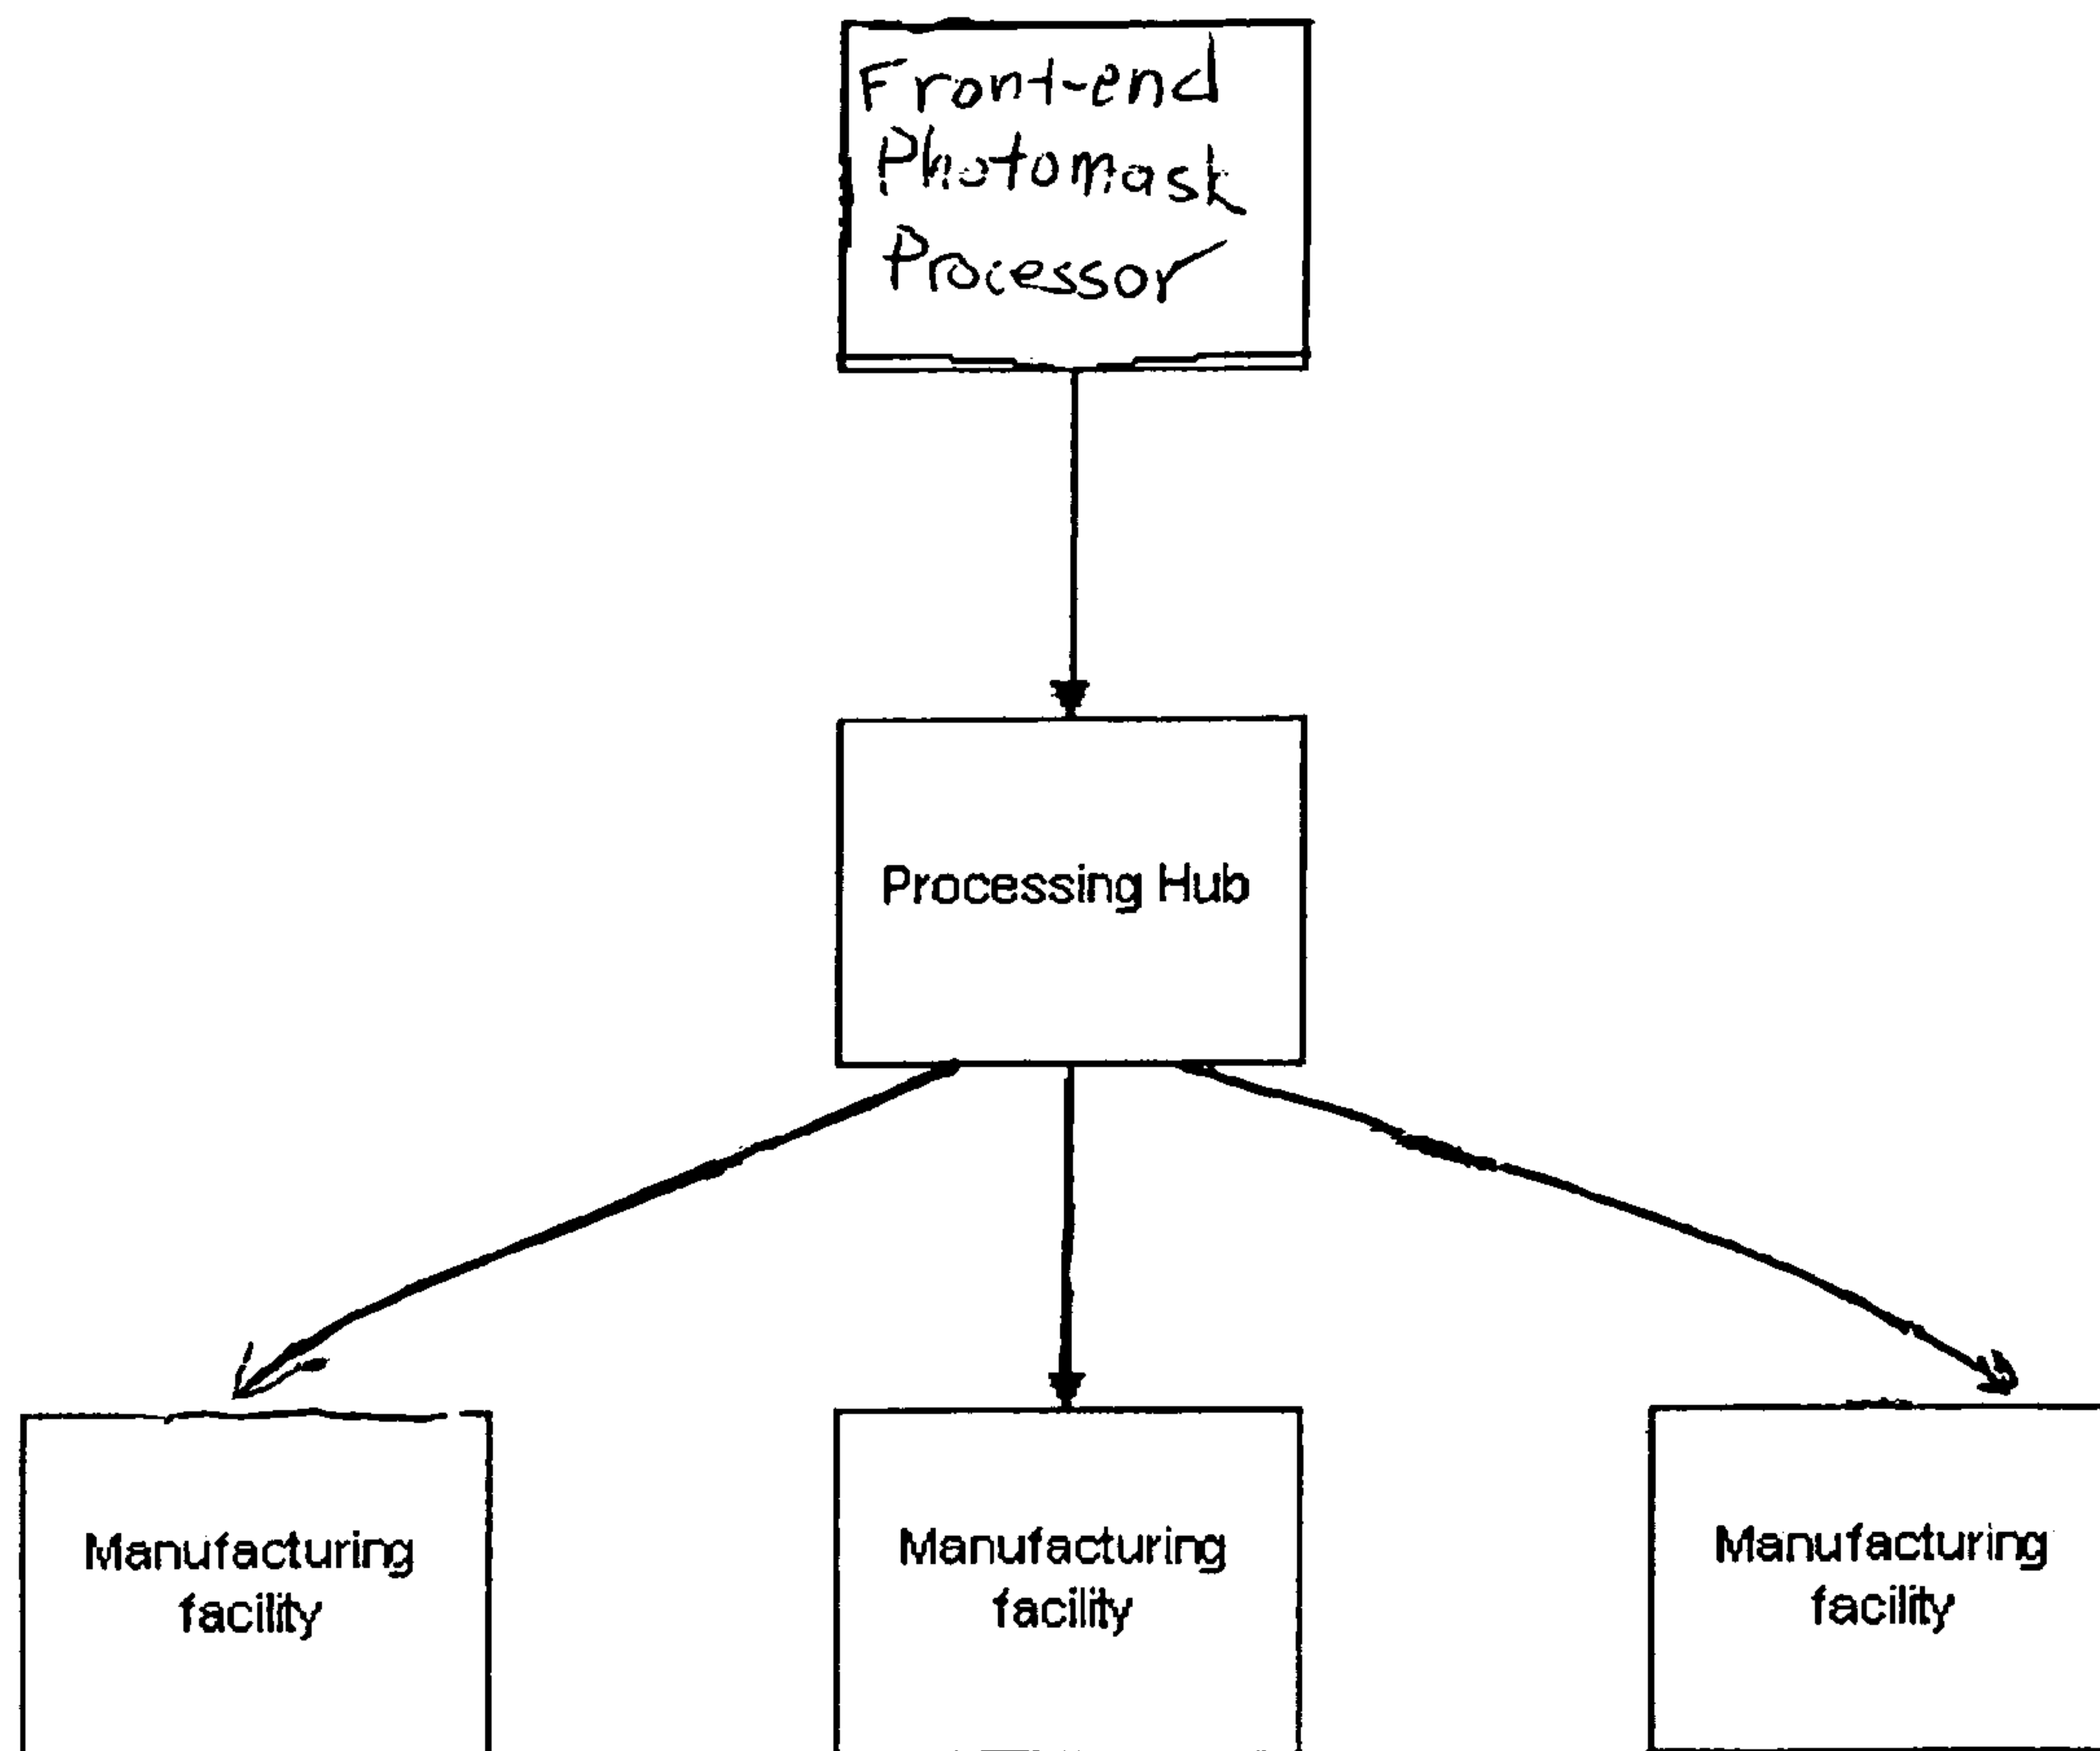 Front-end
Photomask
Processor
Processing Hub
Manufacturing
facility
Manufacturing
facility
Manufacturing
facility